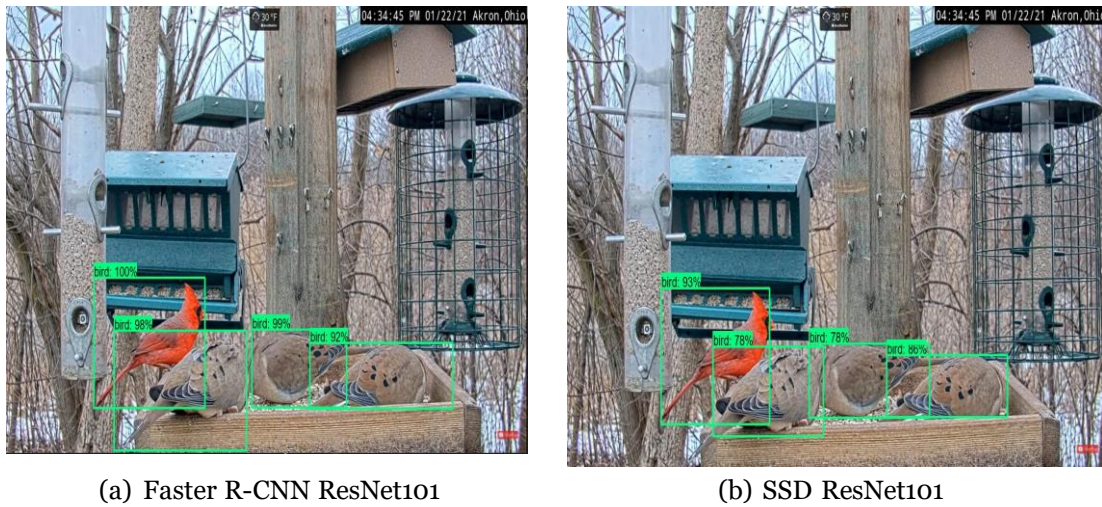 30 °F
04:34:45 PM 01/22/21 Akron,Ohio
bird: 100%
bird: 98%
bird: 99%
bird: 92%
30 °F
04:34:45 PM 01/22/21 Akron,Ohio
bird: 93%
bird: 78%
bird: 78%
bird: 86%
(a) Faster R-CNN ResNet101
(b) SSD ResNet101